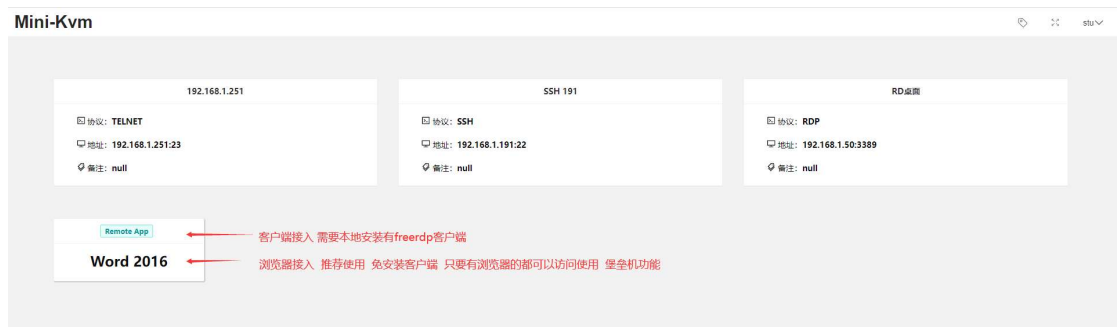 Mini-Kvm
stu
192.168.1.251
协议：TELNET
地址：192.168.1.251:23
备注：null
SSH 191
协议：SSH
地址：192.168.1.191:22
备注：null
RD桌面
协议：RDP
地址：192.168.1.50:3389
备注：null
Remote App
客户端接入 需要本地安装有freerdp客户端
Word 2016
浏览器接入 推荐使用 免安装客户端 只要有浏览器的都可以访问使用 堡垒机功能